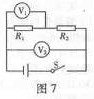 V₁
R₁ R₂
V₂
S
图 7